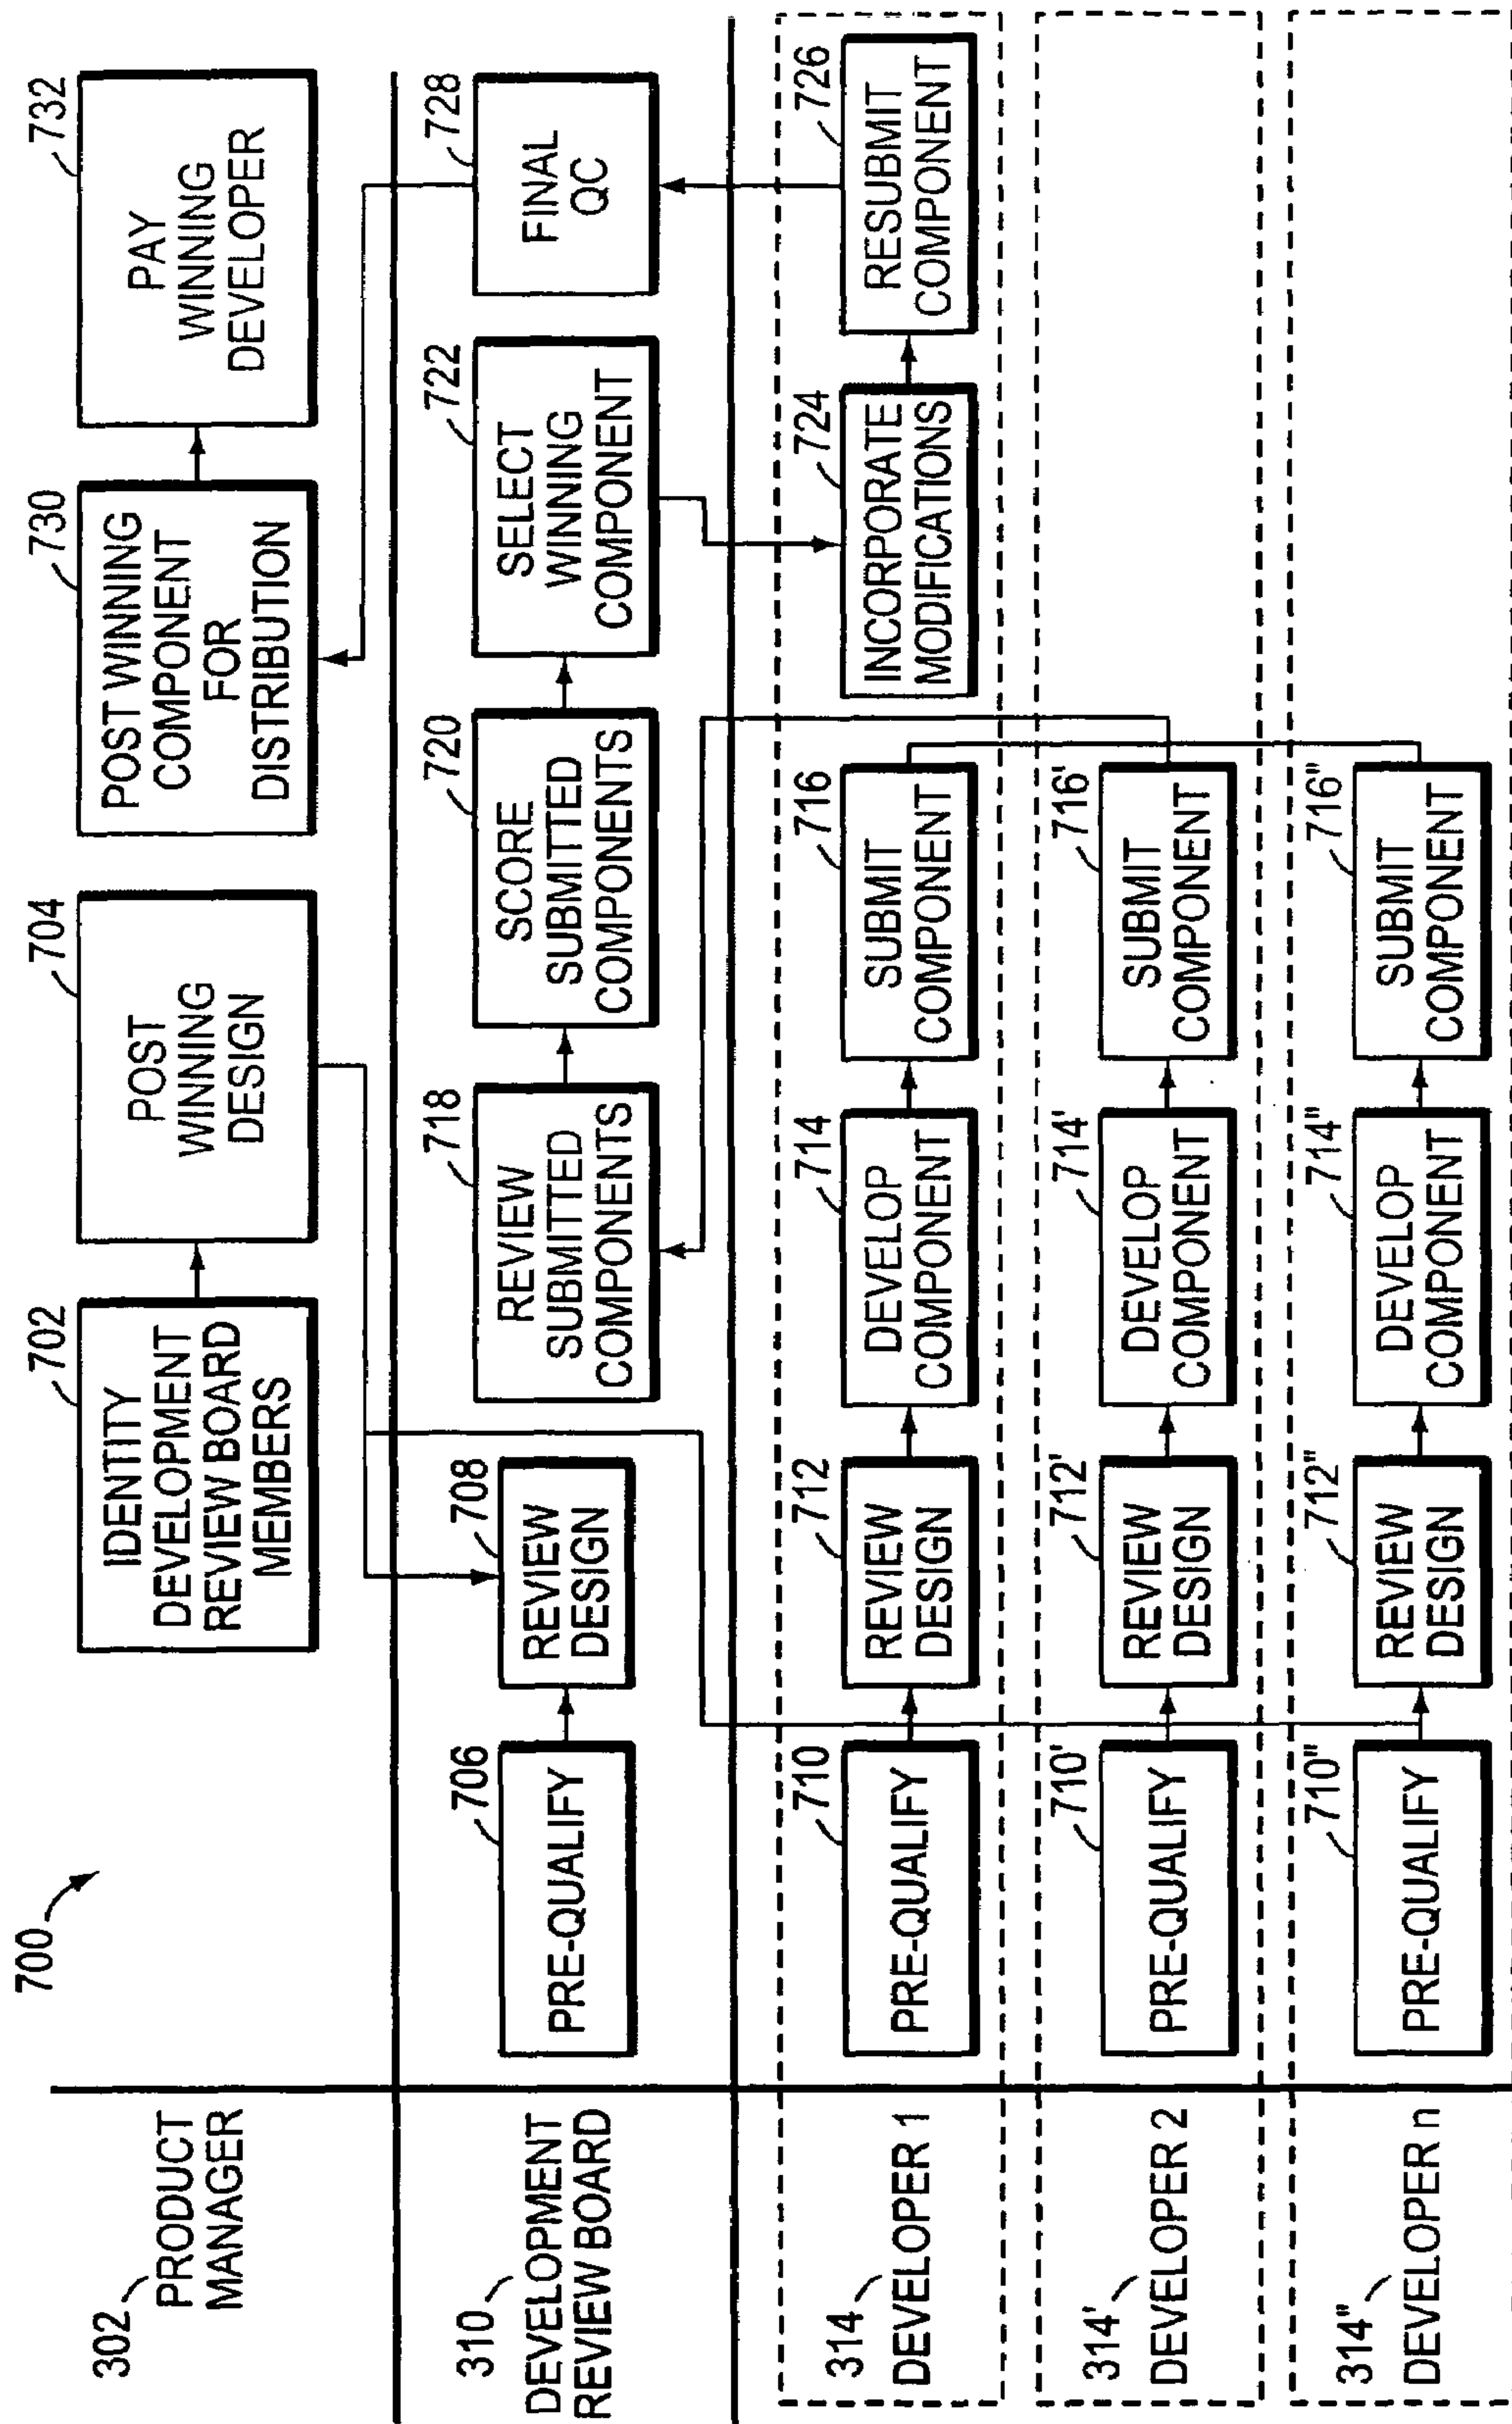 700
302
PRODUCT
MANAGER
702
IDENTITY
DEVELOPMENT
REVIEW BOARD
MEMBERS
704
POST
WINNING
DESIGN
730
POST WINNING
COMPONENT
FOR
DISTRIBUTION
732
PAY
WINNING
DEVELOPER
310
DEVELOPMENT
REVIEW BOARD
706
PRE-QUALIFY
708
REVIEW
DESIGN
718
REVIEW
SUBMITTED
COMPONENTS
720
SCORE
SUBMITTED
COMPONENTS
722
SELECT
WINNING
COMPONENT
728
FINAL
QC
314
DEVELOPER 1
710
PRE-QUALIFY
712
REVIEW
DESIGN
714
DEVELOP
COMPONENT
716
SUBMIT
COMPONENT
724
INCORPORATE
MODIFICATIONS
726
RESUBMIT
COMPONENT
314'
DEVELOPER 2
710'
PRE-QUALIFY
712'
REVIEW
DESIGN
714'
DEVELOP
COMPONENT
716'
SUBMIT
COMPONENT
314"
DEVELOPER n
710"
PRE-QUALIFY
712"
REVIEW
DESIGN
714"
DEVELOP
COMPONENT
716"
SUBMIT
COMPONENT